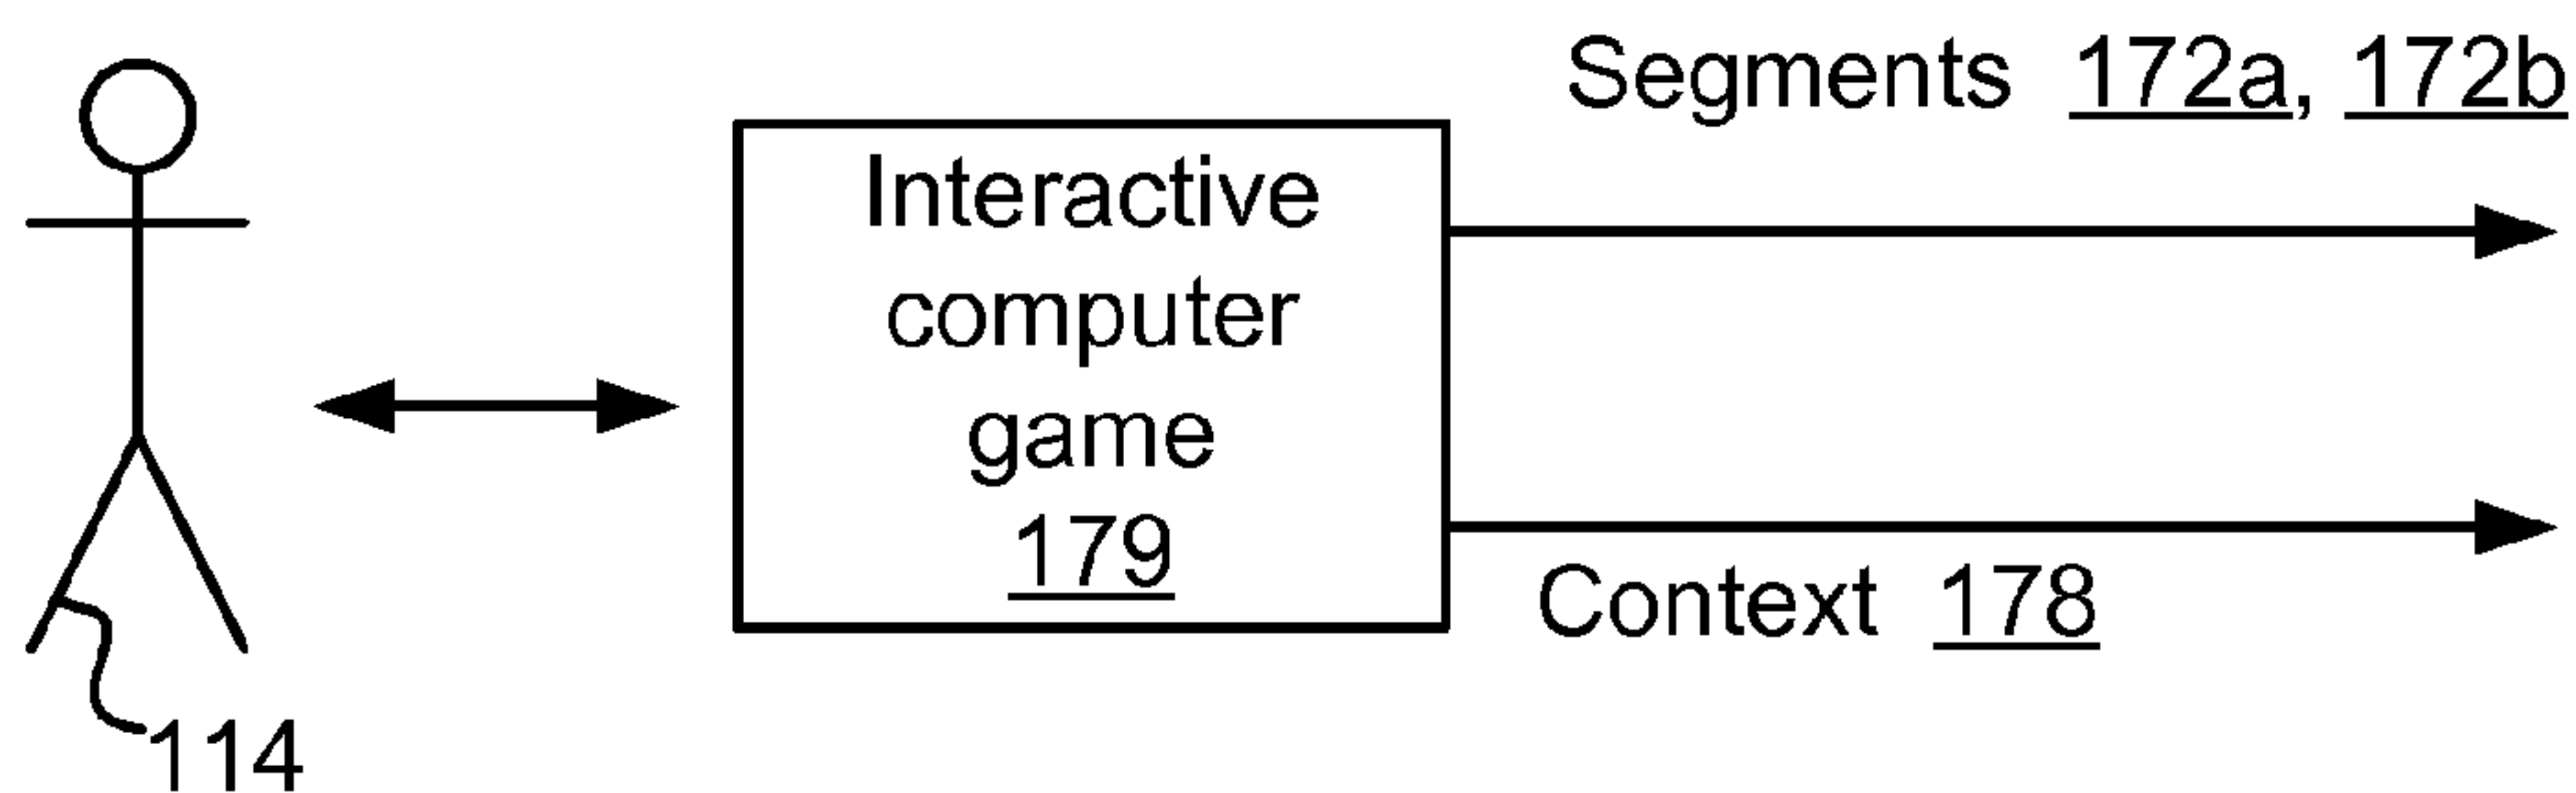 Segments 172a, 172b
Interactive
computer
game
179
Context 178
114